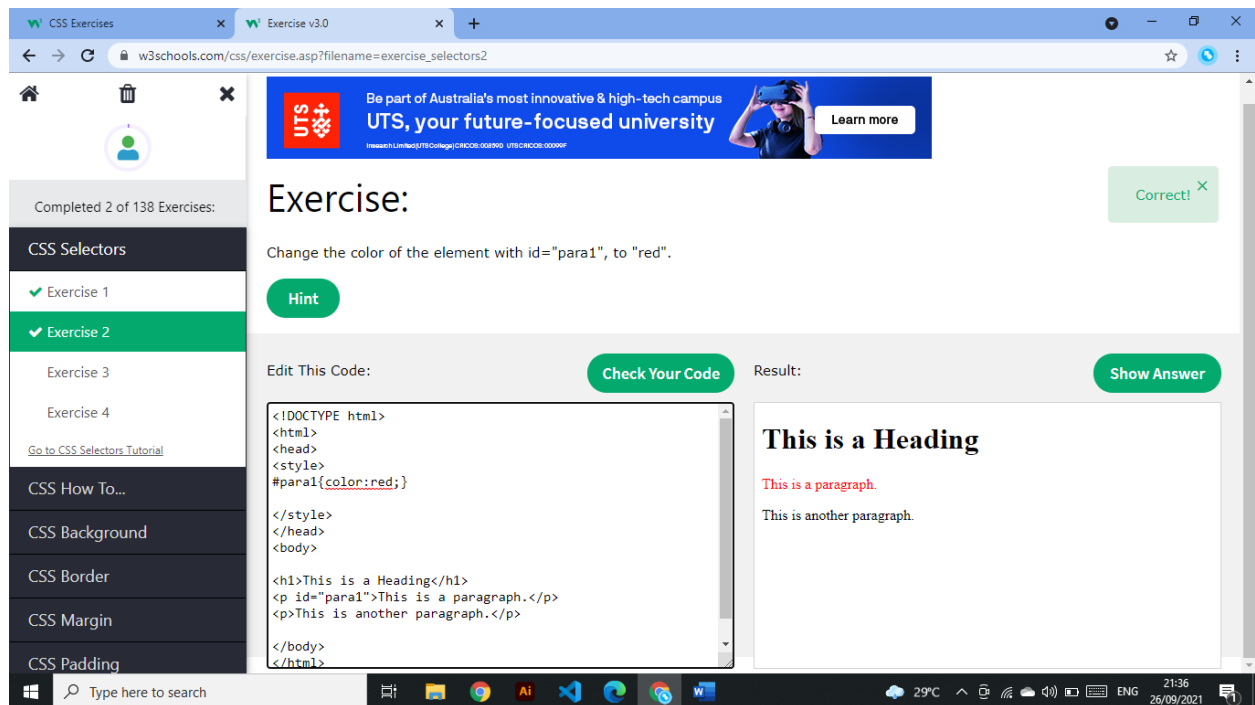 CSS Exercises
Exercise v3.0
w3schools.com/css/exercise.asp?filename=exercise_selectors2
UTS
Be part of Australia's most innovative & high-tech campus
UTS, your future-focused university
Learn more
Completed 2 of 138 Exercises:
CSS Selectors
Exercise 1
Exercise 2
Exercise 3
Exercise 4
Go to CSS Selectors Tutorial
CSS How To...
CSS Background
CSS Border
CSS Margin
CSS Padding
Exercise:
Correct!
Change the color of the element with id="para1", to "red".
Hint
Edit This Code:
Check Your Code
<!DOCTYPE html>
<html>
<head>
<style>
#para1{color:red;}
</style>
</head>
<body>
<h1>This is a Heading</h1>
<p id="para1">This is a paragraph.</p>
<p>This is another paragraph.</p>
</body>
</html>
Result:
Show Answer
This is a Heading
This is a paragraph.
This is another paragraph.
Type here to search
Ai
W
29°C
ENG
21:36
26/09/2021
1